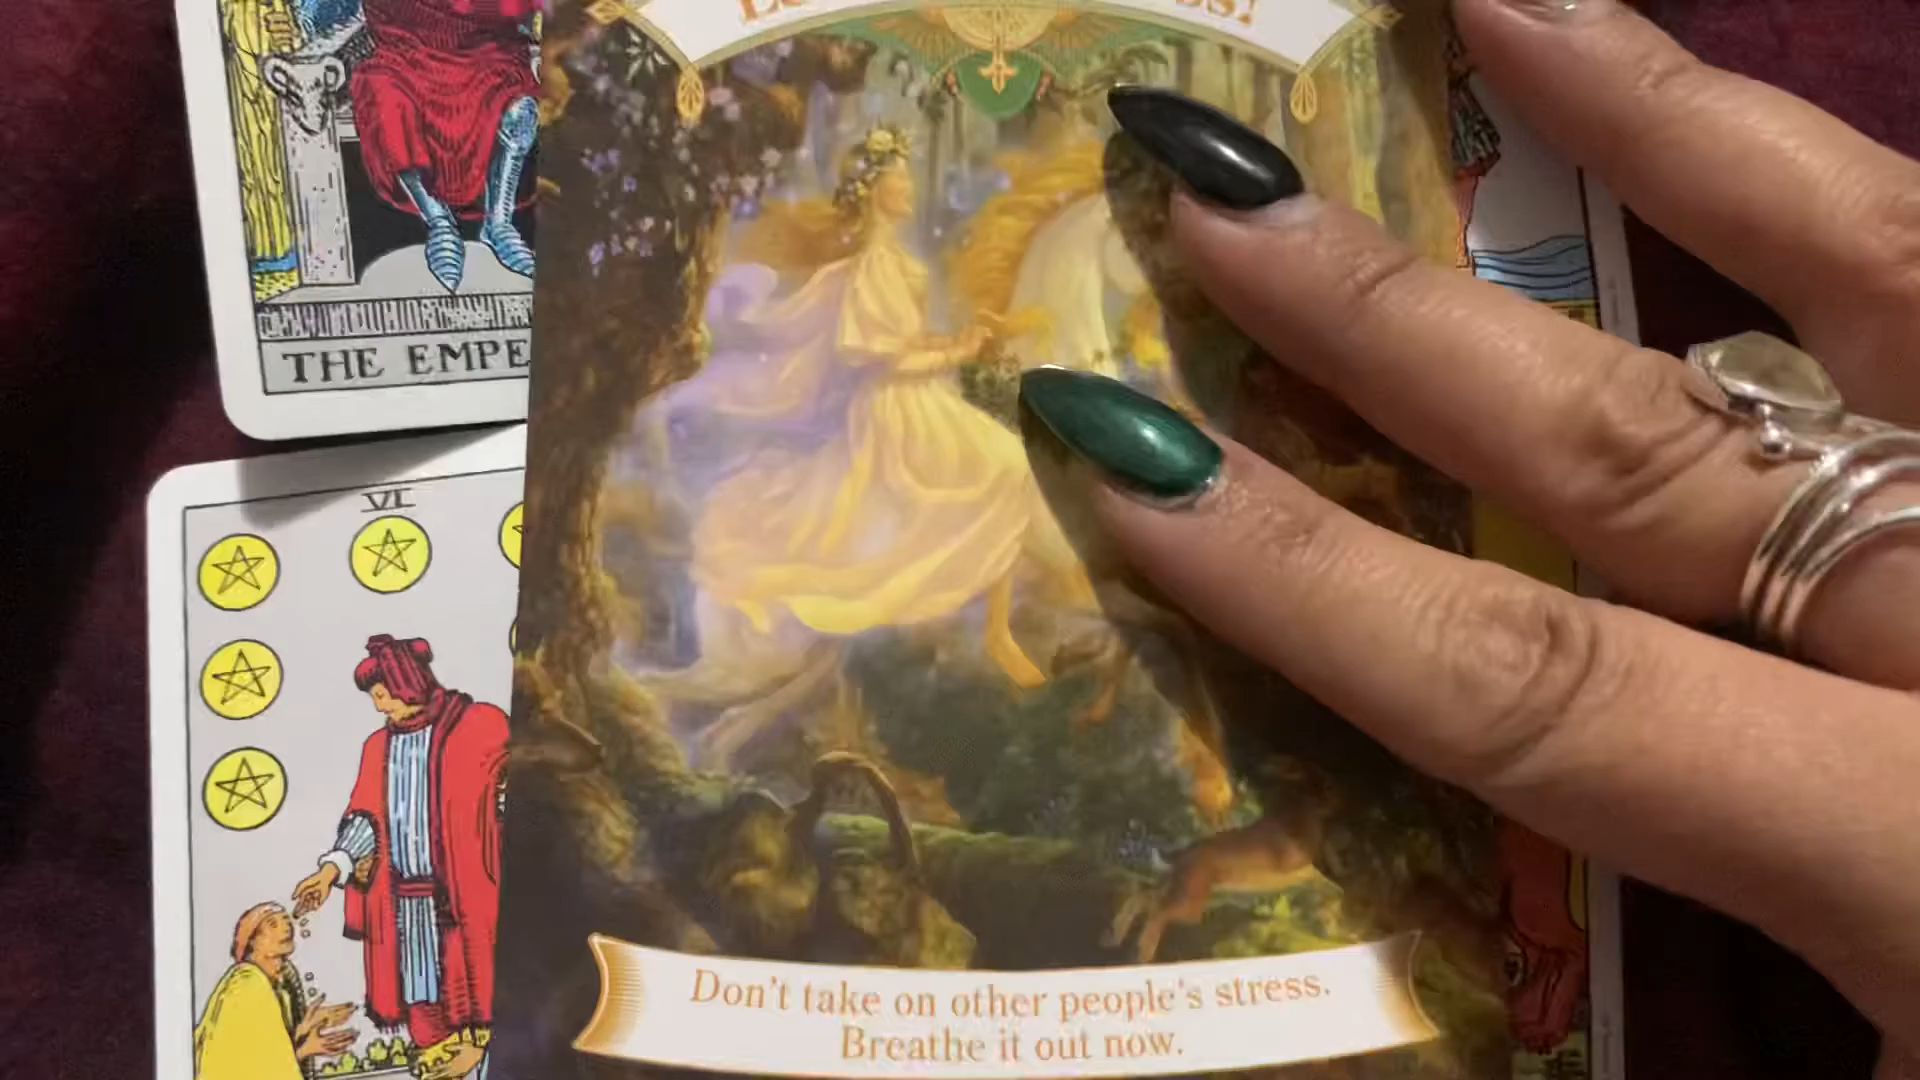 THE EMPE
VI
Don't take on other people's stress.
Breathe it out now.